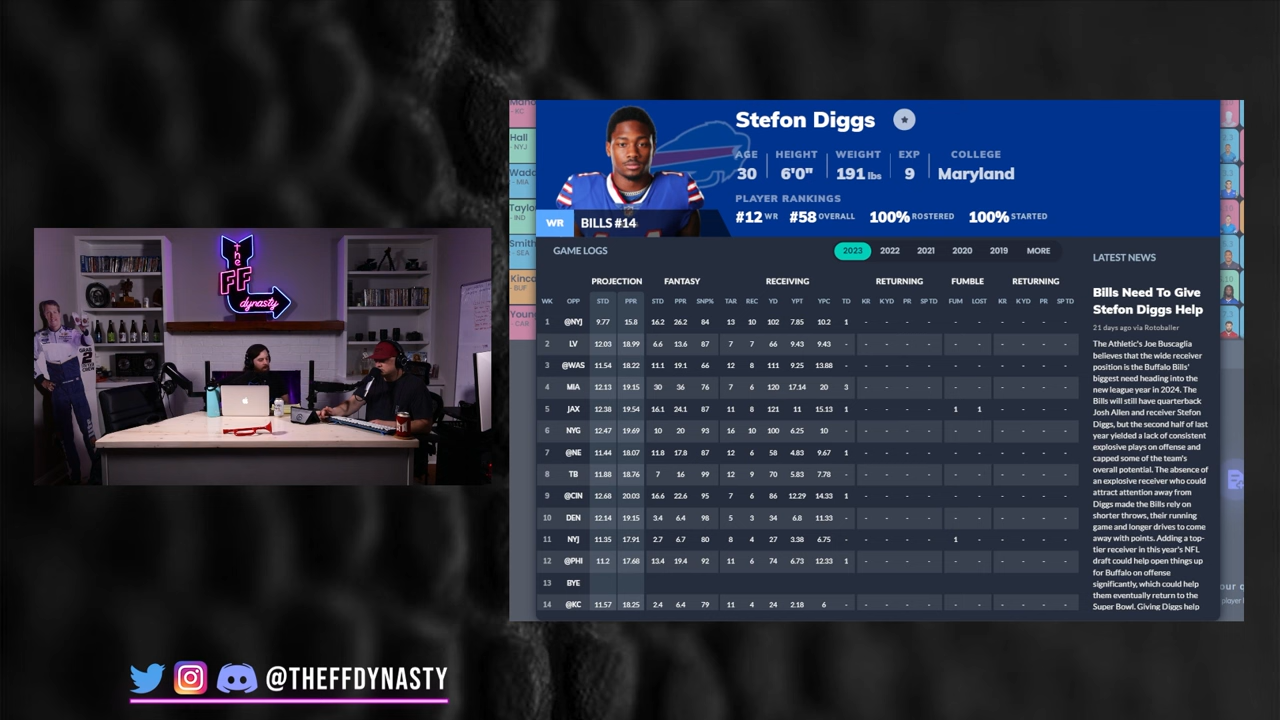 The
FF
dynasty
@THEFFDYNASTY
- KC
Hall
- NYJ
- MIA
- IND
- SEA
- BUF
- CAR
Stefon Diggs
AGE HEIGHT WEIGHT EXP COLLEGE
30 6'0" 191 lbs 9 Maryland
PLAYER RANKINGS
#12 WR #58 OVERALL 100% ROSTERED 100% STARTED
WR BILLS #14
GAME LOGS 2023 2022 2021 2020 2019 MORE
PROJECTION FANTASY RECEIVING RETURNING FUMBLE RETURNING
WK OPP STD PPR STD PPR SNP% TAR REC YD YPT YPC TD KR KYD PR SPTD FUM LOST KR KYD PR SPTD
1 @NYJ 9.77 15.8 16.2 26.2 84 13 10 102 7.85 10.2 1 - - - - - - - - - -
2 LV 12.03 18.99 6.6 13.6 87 7 7 66 9.43 9.43 - - - - - - - - - - -
3 @WAS 11.54 18.22 11.1 19.1 66 12 8 111 9.25 13.88 - - - - - - - - - - -
4 MIA 12.13 19.15 30 36 76 7 6 120 17.14 20 3 - - - - - - - - - -
5 JAX 12.38 19.54 16.1 24.1 87 11 8 121 11 15.13 1 - - - - 1 1 - - - -
6 NYG 12.47 19.69 10 20 93 16 10 100 6.25 10 - - - - - - - - - - -
7 @NE 11.44 18.07 11.8 17.8 87 12 6 58 4.83 9.67 1 - - - - - - - - - -
8 TB 11.88 18.76 7 16 99 12 9 70 5.83 7.78 - - - - - - - - - - -
9 @CIN 12.68 20.03 16.6 22.6 95 7 6 86 12.29 14.33 1 - - - - - - - - - -
10 DEN 12.14 19.15 3.4 6.4 98 5 3 34 6.8 11.33 - - - - - - - - - - -
11 NYJ 11.35 17.91 2.7 6.7 80 8 4 27 3.38 6.75 - - - - - 1 - - - - -
12 @PHI 11.2 17.68 13.4 19.4 92 11 6 74 6.73 12.33 1 - - - - - - - - - -
13 BYE
14 @KC 11.57 18.25 2.4 6.4 79 11 4 24 2.18 6 - - - - - - - - - - -
LATEST NEWS
Bills Need To Give
Stefon Diggs Help
21 days ago via Rotoballer
The Athletic's Joe Buscaglia
believes that the wide receiver
position is the Buffalo Bills'
biggest need heading into the
new league year in 2024. The
Bills will still have quarterback
Josh Allen and receiver Stefon
Diggs, but the second half of last
year yielded a lack of consistent
explosive plays on offense and
capped some of the team's
overall potential. The absence of
an explosive receiver who could
attract attention away from
Diggs made the Bills rely on
shorter throws, their running
game and longer drives to come
away with points. Adding a top-
tier receiver in this year's NFL
draft could help open things up
for Buffalo on offense
significantly, which could help
them eventually return to the
Super Bowl. Giving Diggs help